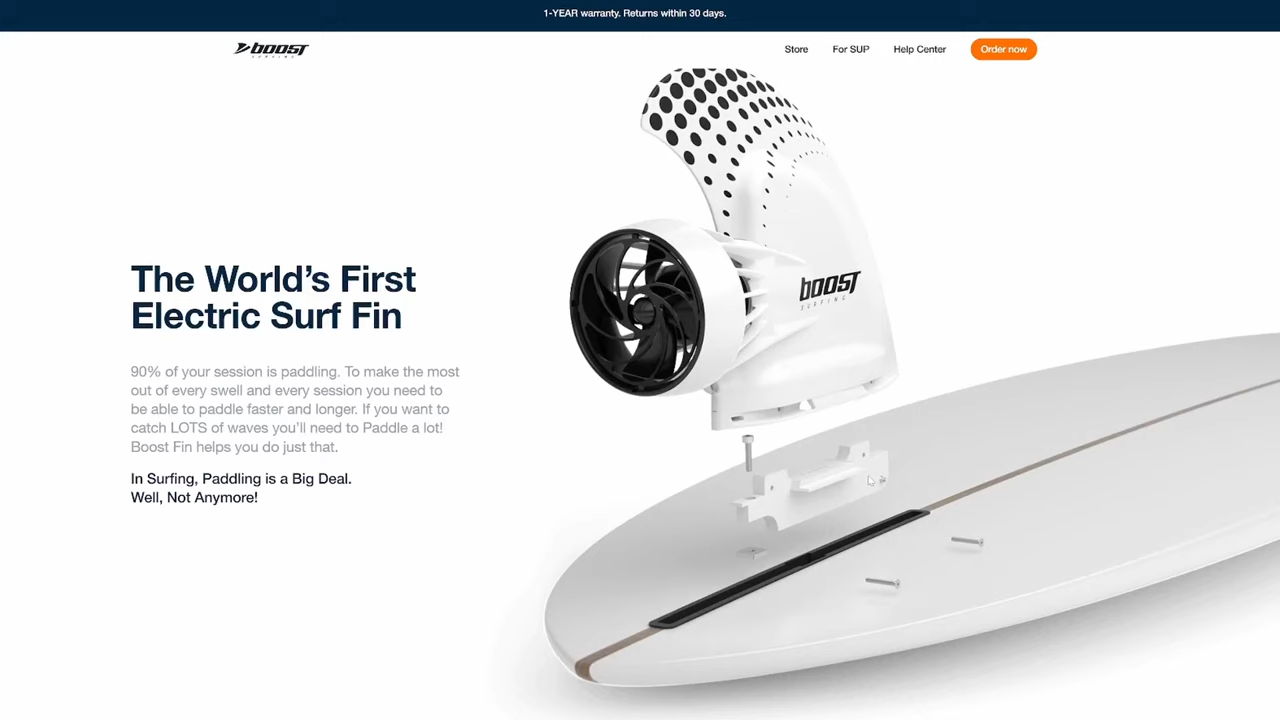 1-YEAR warranty. Returns within 30 days.
BOOST
SURFING
Store
For SUP
Help Center
Order now
BOOST
SURFING
The World's First
Electric Surf Fin
90% of your session is paddling. To make the most
out of every swell and every session you need to
be able to paddle faster and longer. If you want to
catch LOTS of waves you'll need to Paddle a lot!
Boost Fin helps you do just that.
In Surfing, Paddling is a Big Deal.
Well, Not Anymore!